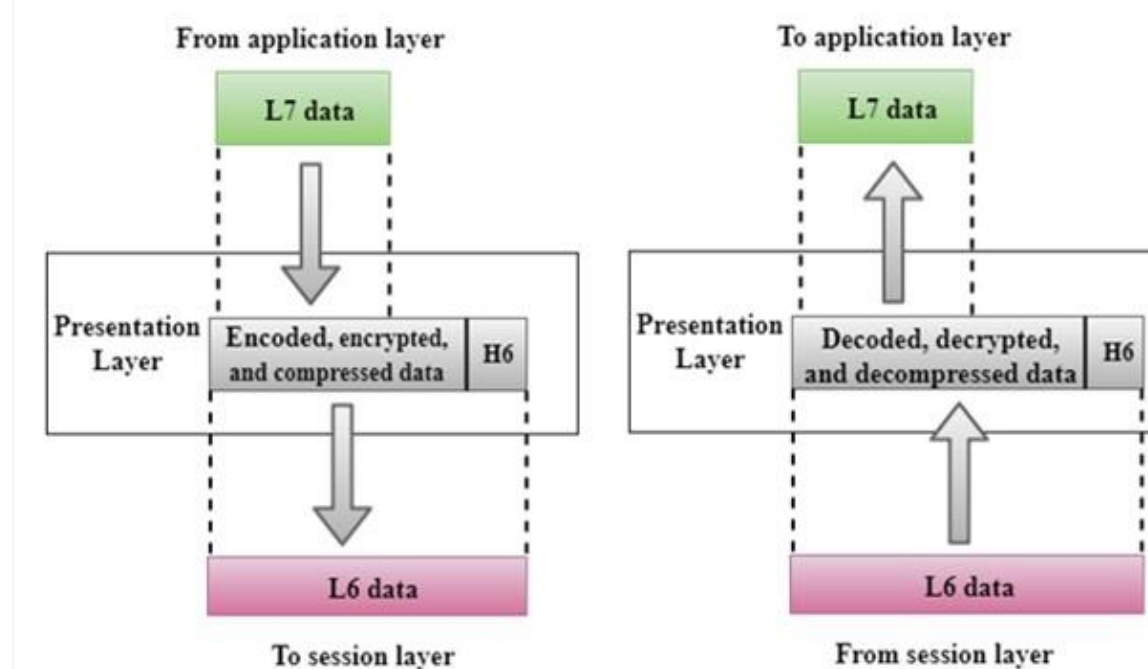 From application layer
L7 data
Presentation
Layer
Encoded, encrypted,
and compressed data
H6
L6 data
To session layer
To application layer
L7 data
Presentation
Layer
Decoded, decrypted,
and decompressed data
H6
L6 data
From session layer